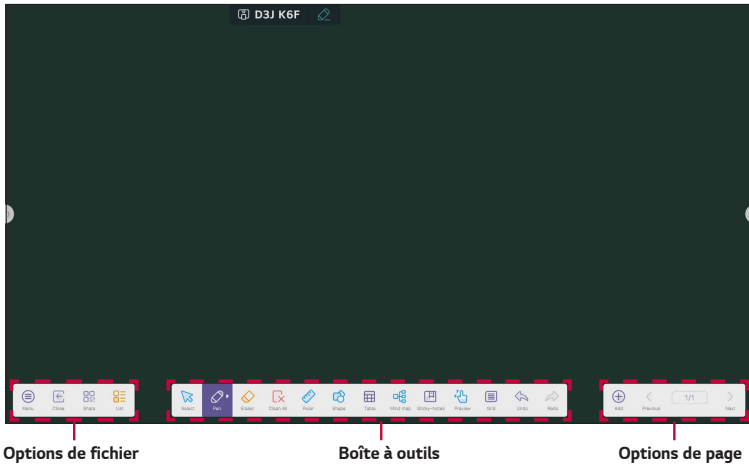 D3J K6F
Menu Close Share List
Select Pen Eraser Clean All Ruler Shape Table Mind map Sticky-Notes Preview Grid Undo Redo
Add Previous 1/1 Next
Options de fichier Boîte à outils Options de page